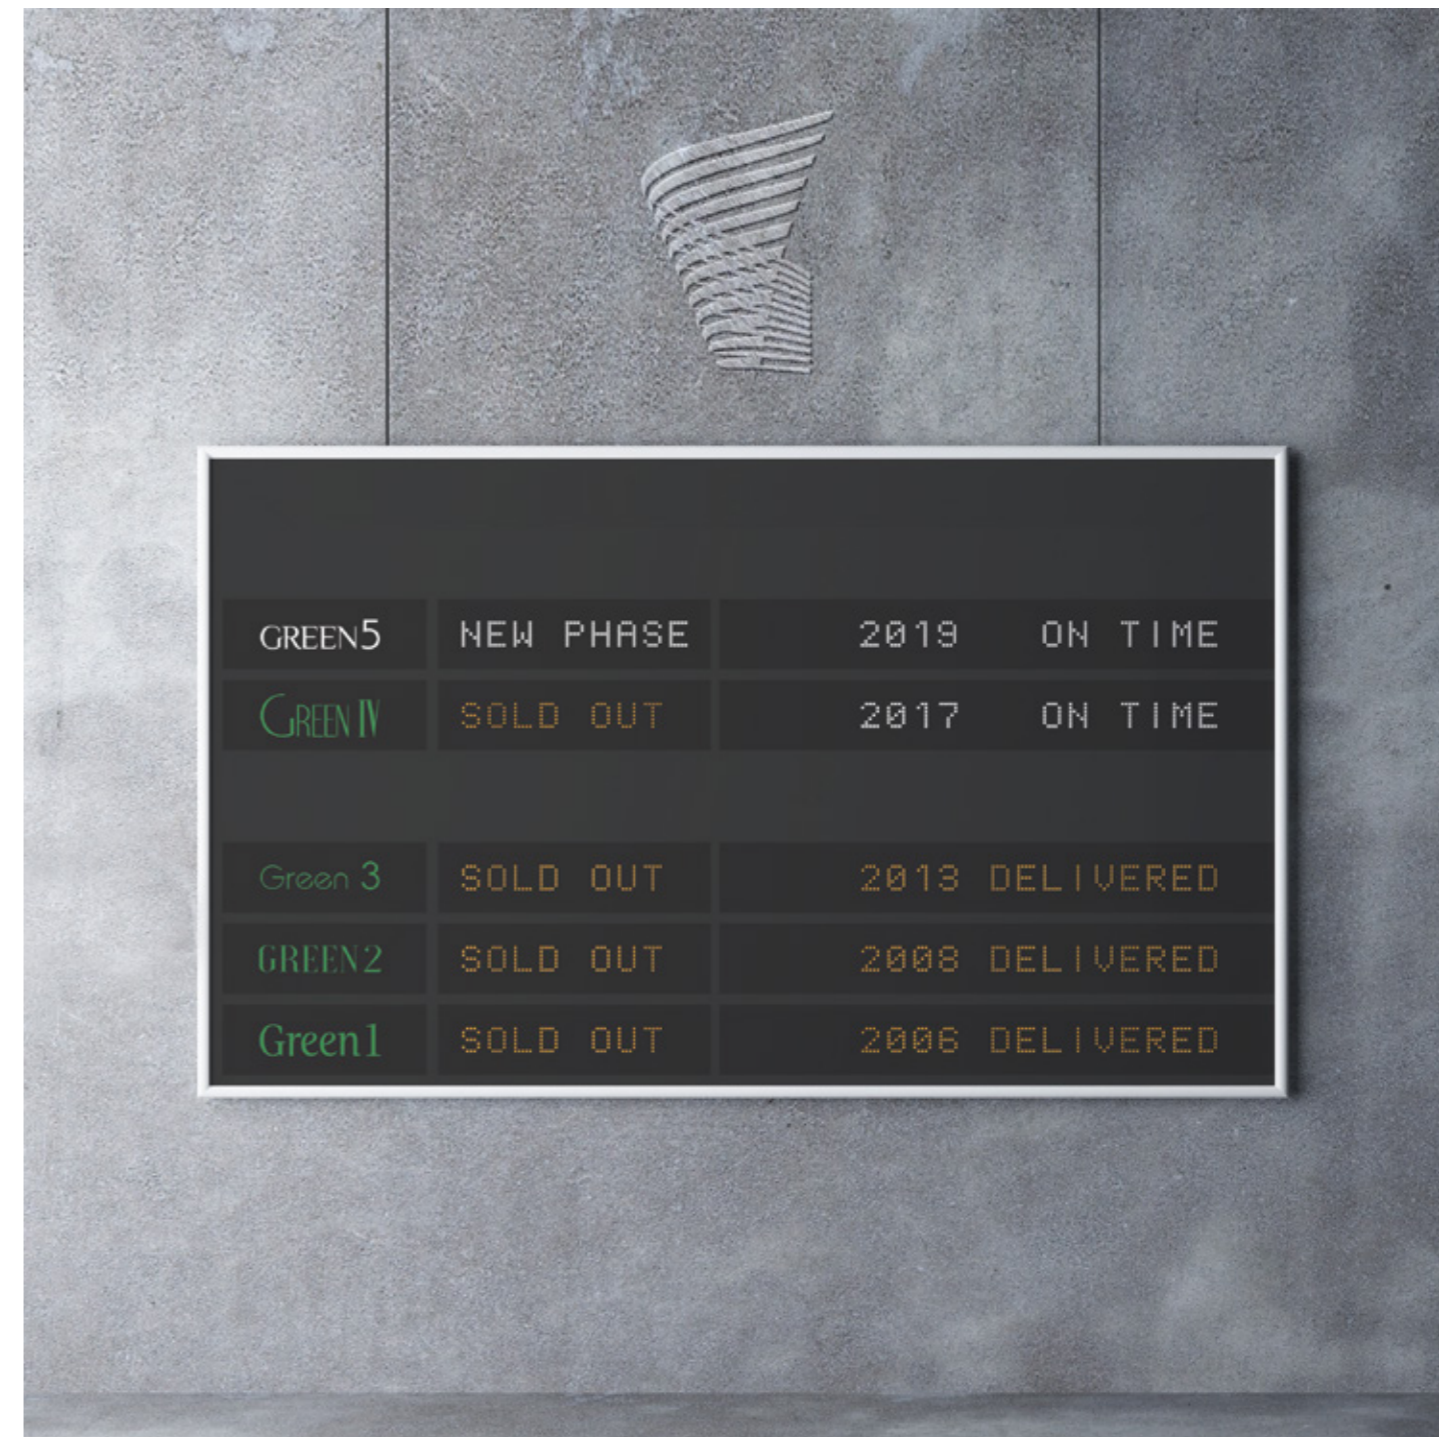 GREEN5 NEW PHASE 2019 ON TIME
GREEN IV SOLD OUT 2017 ON TIME
Green 3 SOLD OUT 2013 DELIVERED
GREEN2 SOLD OUT 2008 DELIVERED
Green1 SOLD OUT 2006 DELIVERED